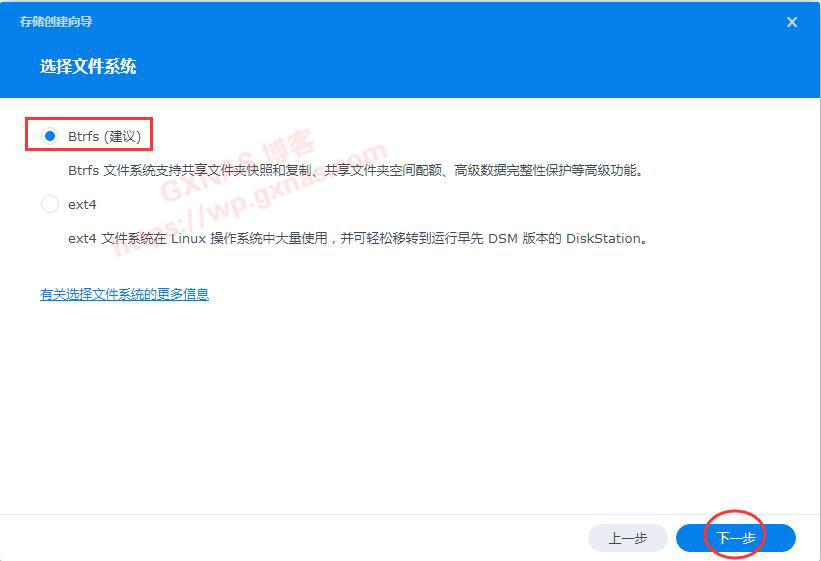 存储创建向导
选择文件系统
Btrfs (建议)
Btrfs 文件系统支持共享文件夹快照和复制、共享文件夹空间配额、高级数据完整性保护等高级功能。
ext4
ext4 文件系统在 Linux 操作系统中大量使用，并可轻松移转到运行早先 DSM 版本的 DiskStation。
有关选择文件系统的更多信息
GXNAS 博客
https://wp.gxnas.com
上一步
下一步